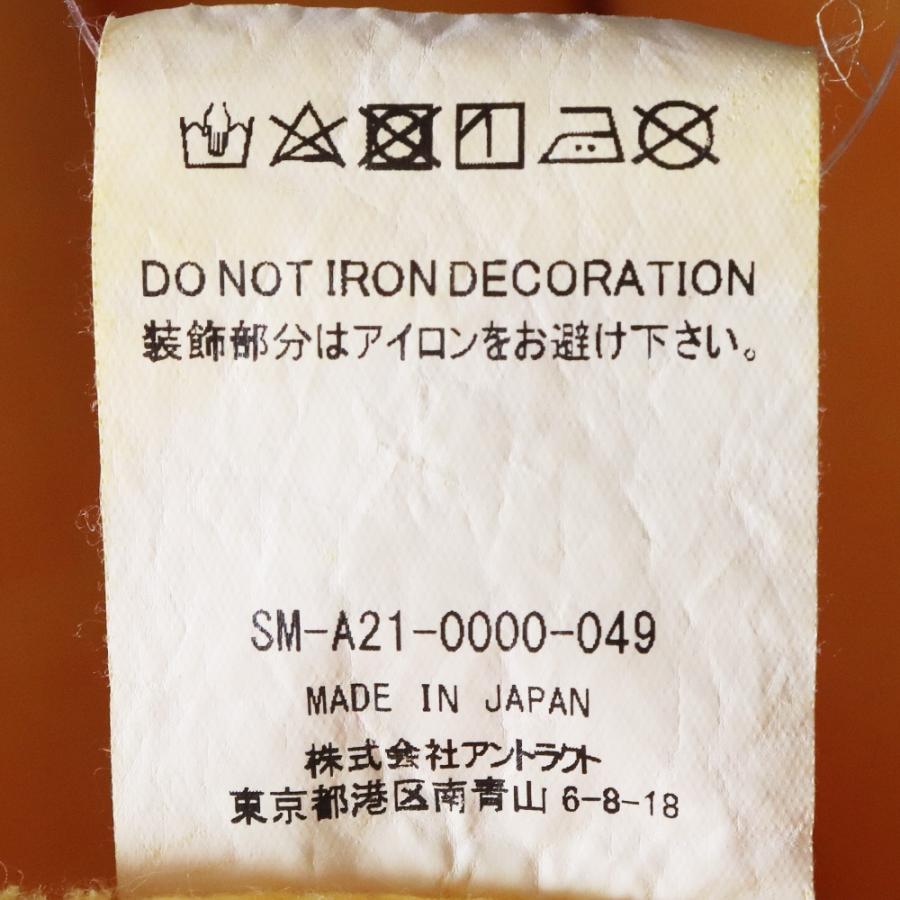 DO NOT IRON DECORATION
装飾部分はアイロンをお避け下さい。
SM-A21-0000-049
MADE IN JAPAN
株式会社アントラクト
東京都港区南青山 6-8-18